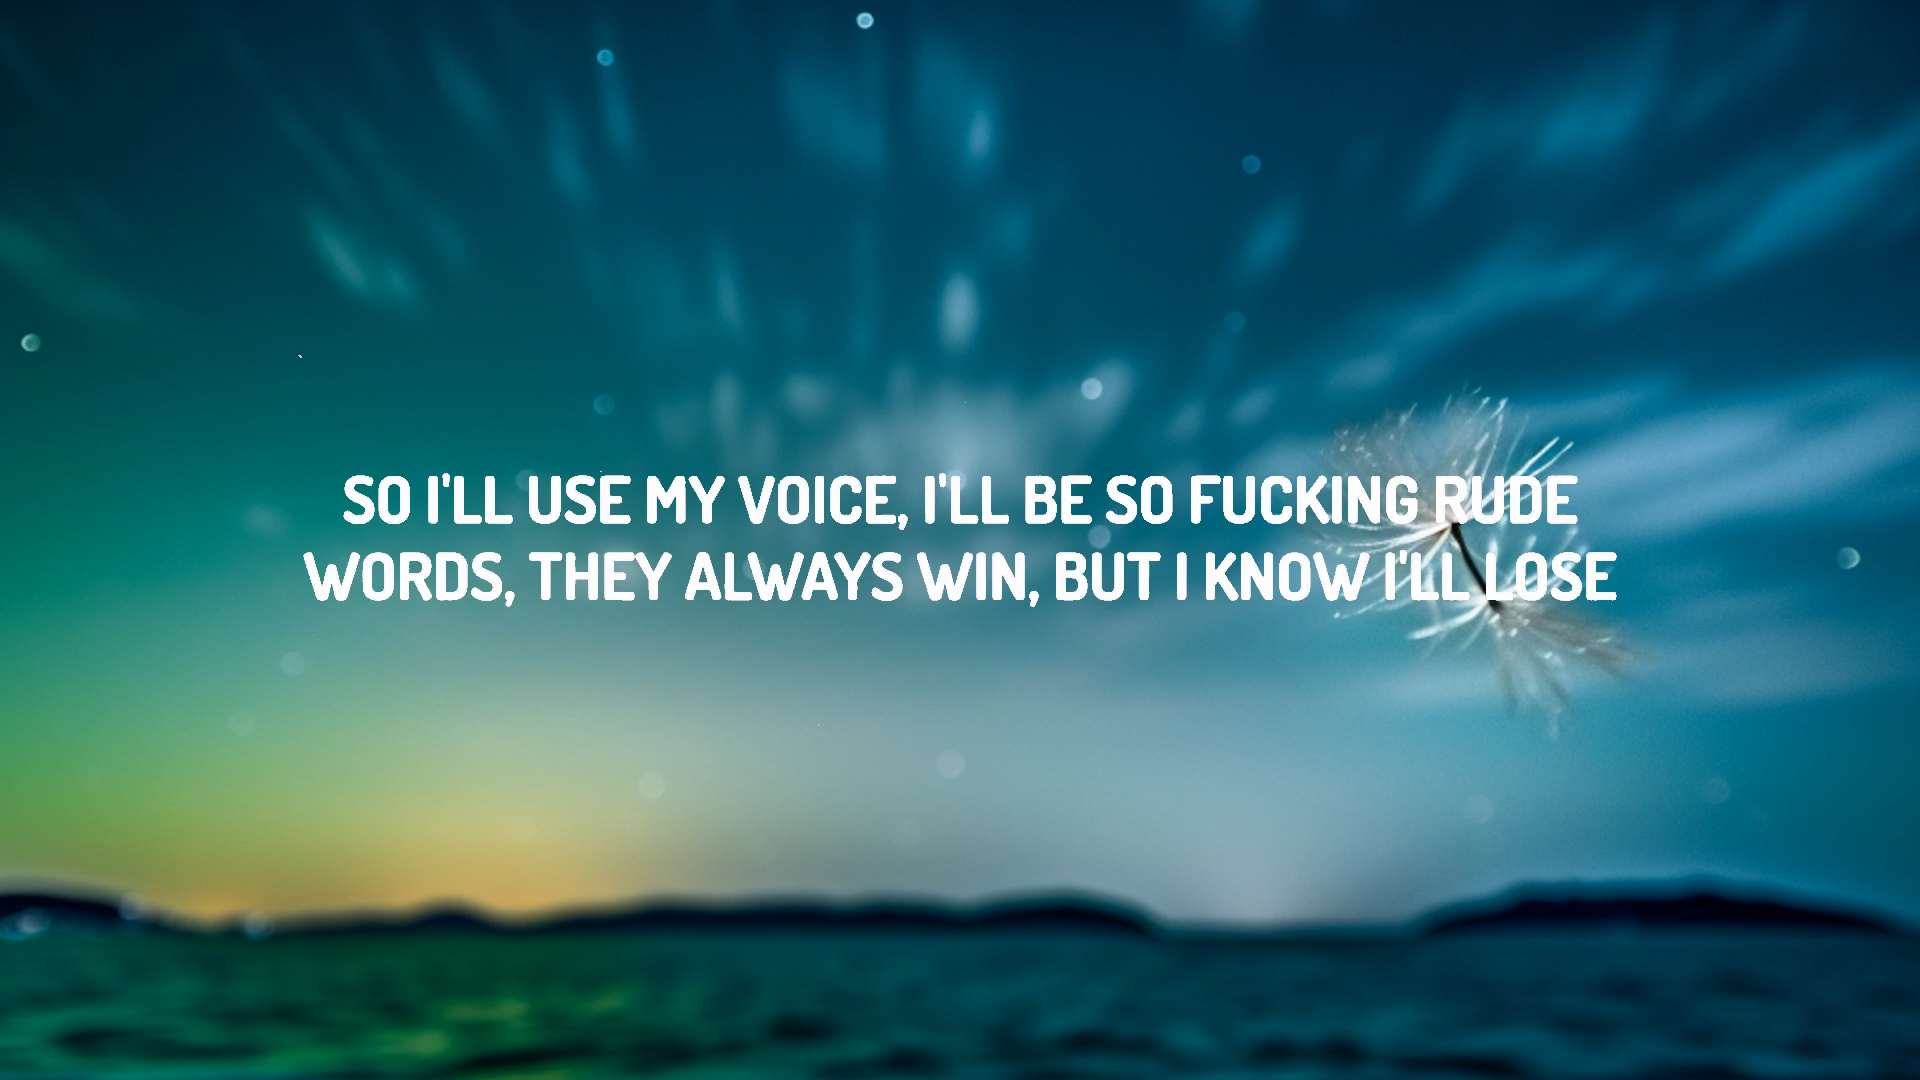 SO I'LL USE MY VOICE, I'LL BE SO FUCKING RUDE
WORDS, THEY ALWAYS WIN, BUT I KNOW I'LL LOSE